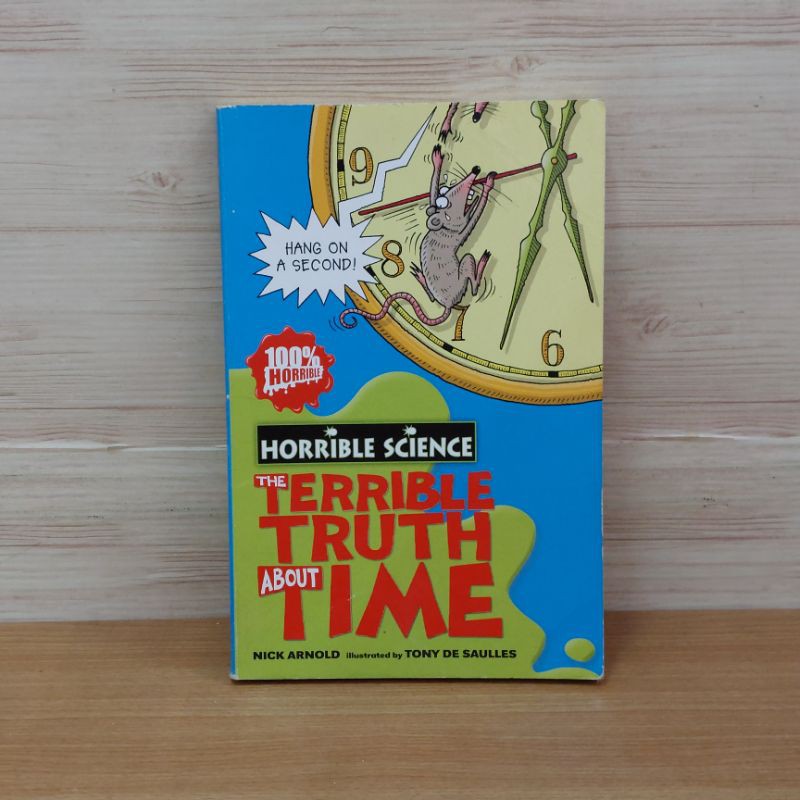 9
HANG ON
A SECOND!
8
7
6
100%
HORRIBLE
HORRIBLE SCIENCE
THE
TERRIBLE
TRUTH
ABOUT
TIME
NICK ARNOLD illustrated by TONY DE SAULLES